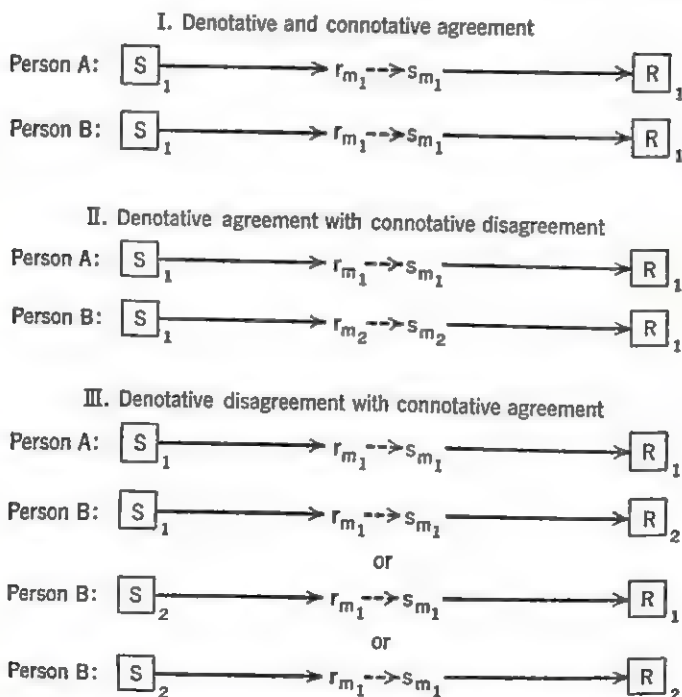 I. Denotative and connotative agreement
Person A: S1 rm1 sm1 R1
Person B: S1 rm1 sm1 R1
II. Denotative agreement with connotative disagreement
Person A: S1 rm1 sm1 R1
Person B: S1 rm2 sm2 R1
III. Denotative disagreement with connotative agreement
Person A: S1 rm1 sm1 R1
Person B: S1 rm1 sm1 R2
or
Person B: S2 rm1 sm1 R1
or
Person B: S2 rm1 sm1 R2